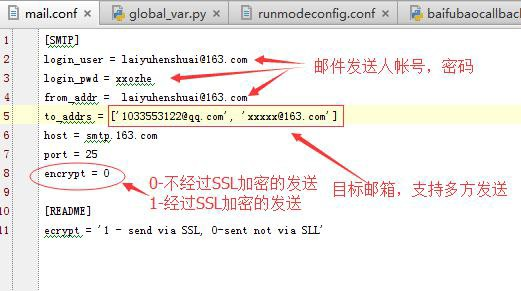 mail.conf × global_var.py × runmodeconfig.conf × baifubaocallback
1 [SMTP]
2 login_user = laiyuhenshuai@163.com
邮件发送人帐号，密码
3 login_pwd = xxozhe
4 from_addr =  laiyuhenshuai@163.com
5 to_addrs = ['1033553122@qq.com', 'xxxxx@163.com']
6 host = smtp.163.com
7 port = 25
8 encrypt = 0
0-不经过SSL加密的发送
1-经过SSL加密的发送
目标邮箱，支持多方发送
9
10 [README]
11 ecrypt = '1 - send via SSL, 0-sent not via SLL'